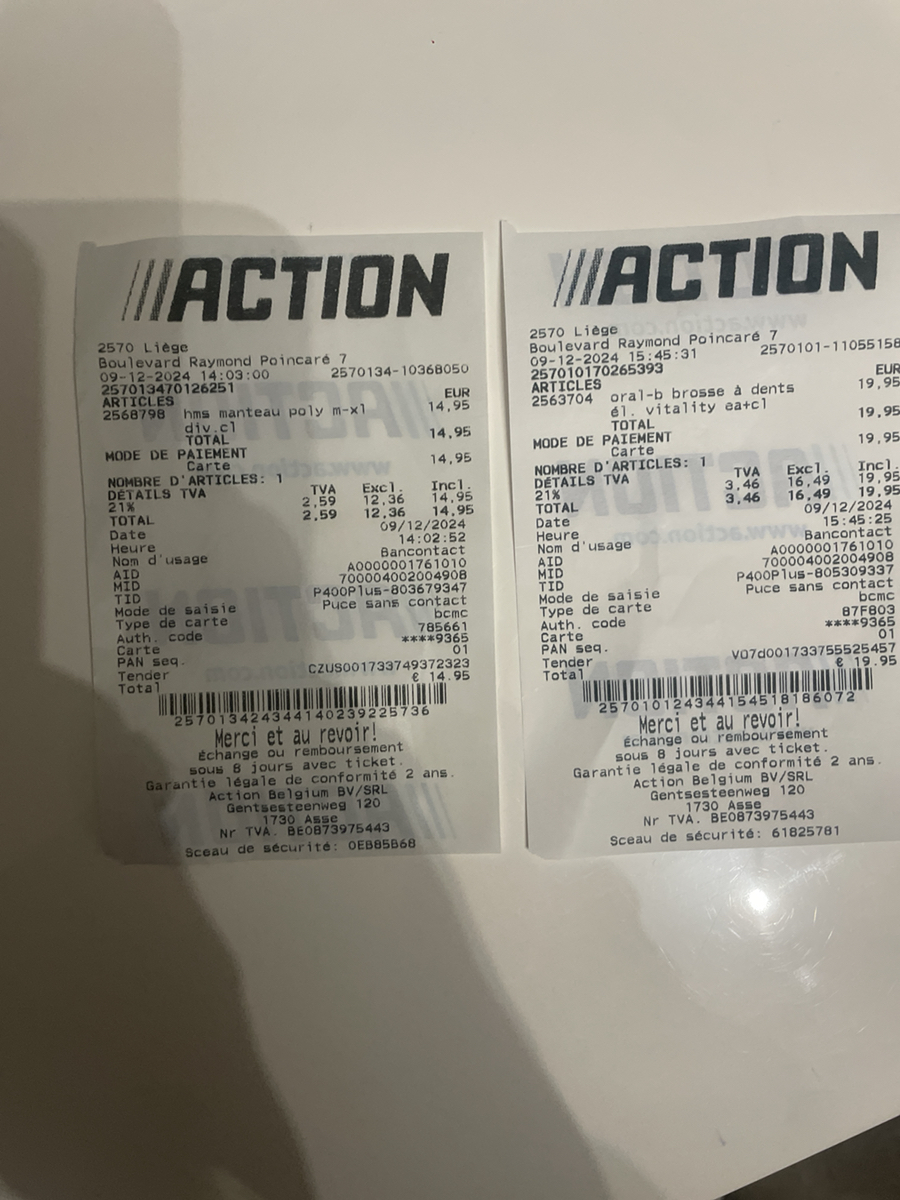 ///ACTION
2570 Liège
Boulevard Raymond Poincaré 7
09-12-2024 14:03:00 2570134-10368050
257013470126251
ARTICLES EUR
2568798 hms manteau poly m-xl 14,95
div.cl
TOTAL 14,95
MODE DE PAIEMENT
Carte 14,95
NOMBRE D'ARTICLES: 1
DÉTAILS TVA TVA Excl. Incl.
21% 2,59 12,36 14,95
TOTAL 2,59 12,36 14,95
Date 09/12/2024
Heure 14:02:52
Nom d'usage Bancontact
AID A0000001761010
MID 700004002004908
TID P400Plus-803679347
Mode de saisie Puce sans contact
Type de carte bcmc
Auth. code 785661
Carte ****9365
PAN seq. 01
Tender CZUS001733749372323
Total € 14.95
257013424344140239225736
Merci et au revoir!
Échange ou remboursement
sous 8 jours avec ticket.
Garantie légale de conformité 2 ans.
Action Belgium BV/SRL
Gentsesteenweg 120
1730 Asse
Nr TVA. BE0873975443
Sceau de sécurité: 0EB85B68
///ACTION
2570 Liège
Boulevard Raymond Poincaré 7
09-12-2024 15:45:31 2570101-11055158
257010170265393
ARTICLES EUR
2563704 oral-b brosse à dents 19,95
él. vitality ea+cl
TOTAL 19,95
MODE DE PAIEMENT
Carte 19,95
NOMBRE D'ARTICLES: 1
DÉTAILS TVA TVA Excl. Incl.
21% 3,46 16,49 19,95
TOTAL 3,46 16,49 19,95
Date 09/12/2024
Heure 15:45:25
Nom d'usage Bancontact
AID A0000001761010
MID 700004002004908
TID P400Plus-805309337
Mode de saisie Puce sans contact
Type de carte bcmc
Auth. code 87F803
Carte ****9365
PAN seq. 01
Tender V07d001733755525457
Total € 19.95
257010124344154518186072
Merci et au revoir!
Échange ou remboursement
sous 8 jours avec ticket.
Garantie légale de conformité 2 ans.
Action Belgium BV/SRL
Gentsesteenweg 120
1730 Asse
Nr TVA. BE0873975443
Sceau de sécurité: 61825781